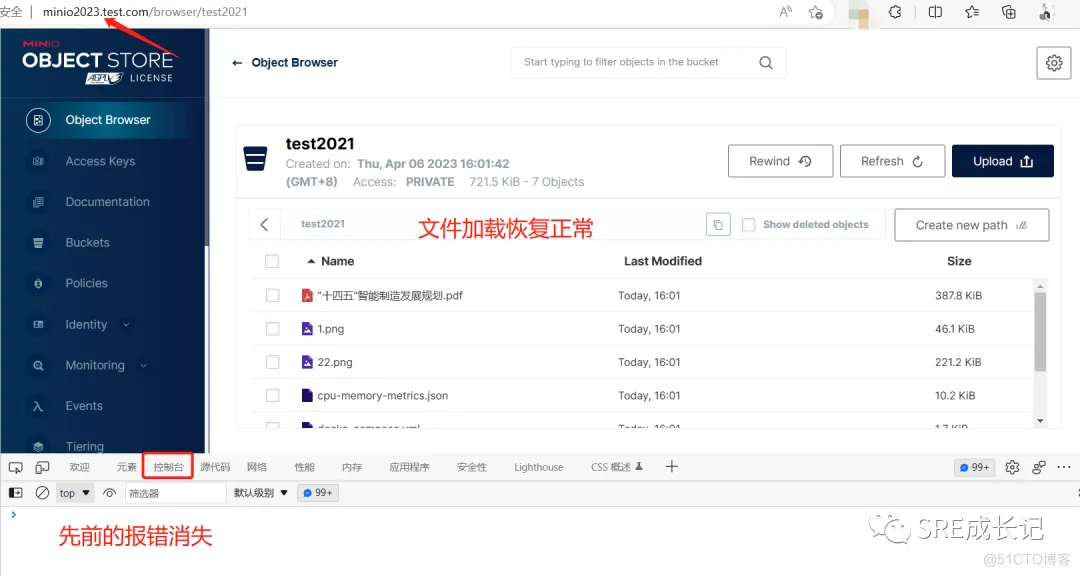 安全 | minio2023.test.com/browser/test2021
MINIO
OBJECT STORE
AGPL V3 LICENSE
Object Browser
Access Keys
Documentation
Buckets
Policies
Identity
Monitoring
Events
Tiering
← Object Browser
Start typing to filter objects in the bucket
test2021
Created on: Thu, Apr 06 2023 16:01:42
(GMT+8) Access: PRIVATE 721.5 KiB - 7 Objects
Rewind
Refresh
Upload
test2021
文件加载恢复正常
Show deleted objects
Create new path
Name Last Modified Size
"十四五"智能制造发展规划.pdf Today, 16:01 387.8 KiB
1.png Today, 16:01 46.1 KiB
22.png Today, 16:01 221.2 KiB
cpu-memory-metrics.json Today, 16:01 10.2 KiB
欢迎 元素 控制台 源代码 网络 性能 内存 应用程序 安全性 Lighthouse CSS 概述 99+
top 筛选器 默认级别 99+
先前的报错消失
SRE成长记
@51CTO博客